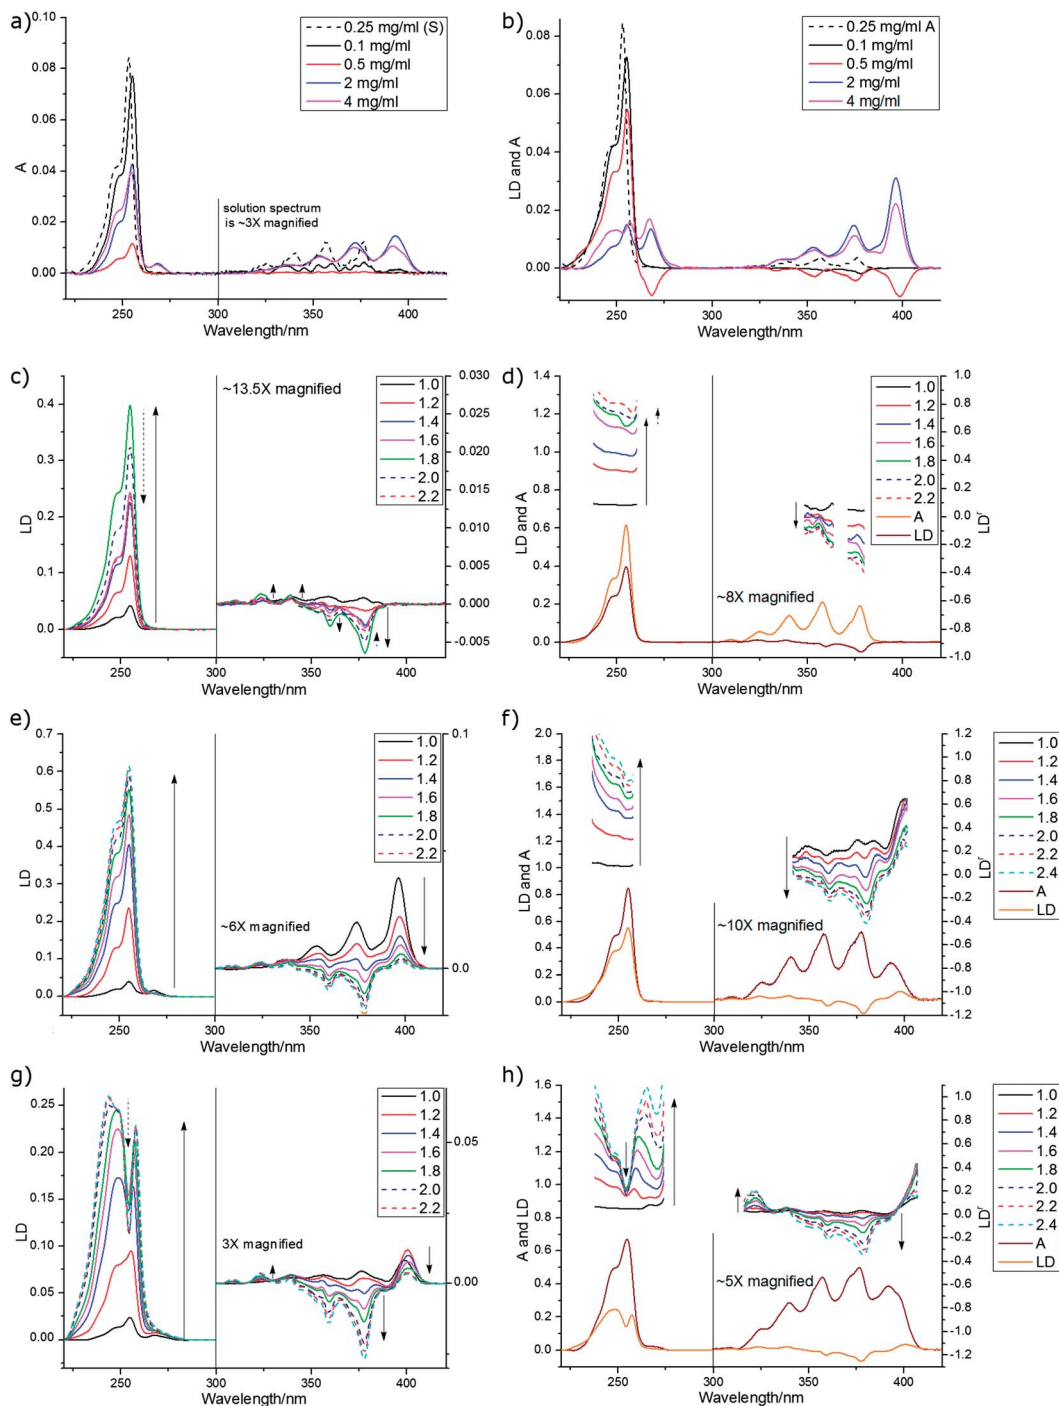 a)
0.10
0.08
0.06
0.04
0.02
0.00
A
0.25 mg/ml (S)
0.1 mg/ml
0.5 mg/ml
2 mg/ml
4 mg/ml
solution spectrum
is ~3X magnified
250 300 350 400
Wavelength/nm
b)
0.08
0.06
0.04
0.02
0.00
LD and A
0.25 mg/ml A
0.1 mg/ml
0.5 mg/ml
2 mg/ml
4 mg/ml
250 300 350 400
Wavelength/nm
c)
0.4
0.3
0.2
0.1
0.0
LD
~13.5X magnified
1.0
1.2
1.4
1.6
1.8
2.0
2.2
0.030
0.025
0.020
0.015
0.010
0.005
0.000
-0.005
250 300 350 400
Wavelength/nm
d)
1.4
1.2
1.0
0.8
0.6
0.4
0.2
0.0
LD and A
~8X magnified
1.0
1.2
1.4
1.6
1.8
2.0
2.2
A
LD
1.0
0.8
0.6
0.4
0.2
0.0
-0.2
-0.4
-0.6
-0.8
-1.0
LDr
250 300 350 400
Wavelength/nm
e)
0.7
0.6
0.5
0.4
0.3
0.2
0.1
0.0
LD
~6X magnified
1.0
1.2
1.4
1.6
1.8
2.0
2.2
0.1
0.0
250 300 350 400
Wavelength/nm
f)
2.0
1.8
1.6
1.4
1.2
1.0
0.8
0.6
0.4
0.2
0.0
LD and A
~10X magnified
1.2
1.0
0.8
0.6
0.4
0.2
0.0
-0.2
-0.4
-0.6
-0.8
-1.0
-1.2
LDr
1.0
1.2
1.4
1.6
1.8
2.0
2.2
2.4
A
LD
250 300 350 400
Wavelength/nm
g)
0.25
0.20
0.15
0.10
0.05
0.00
LD
3X magnified
1.0
1.2
1.4
1.6
1.8
2.0
2.2
0.05
0.00
250 300 350 400
Wavelength/nm
h)
1.6
1.4
1.2
1.0
0.8
0.6
0.4
0.2
0.0
A and LD
~5X magnified
1.0
0.8
0.6
0.4
0.2
0.0
-0.2
-0.4
-0.6
-0.8
-1.0
-1.2
LDr
1.0
1.2
1.4
1.6
1.8
2.0
2.2
2.4
A
LD
250 300 350 400
Wavelength/nm